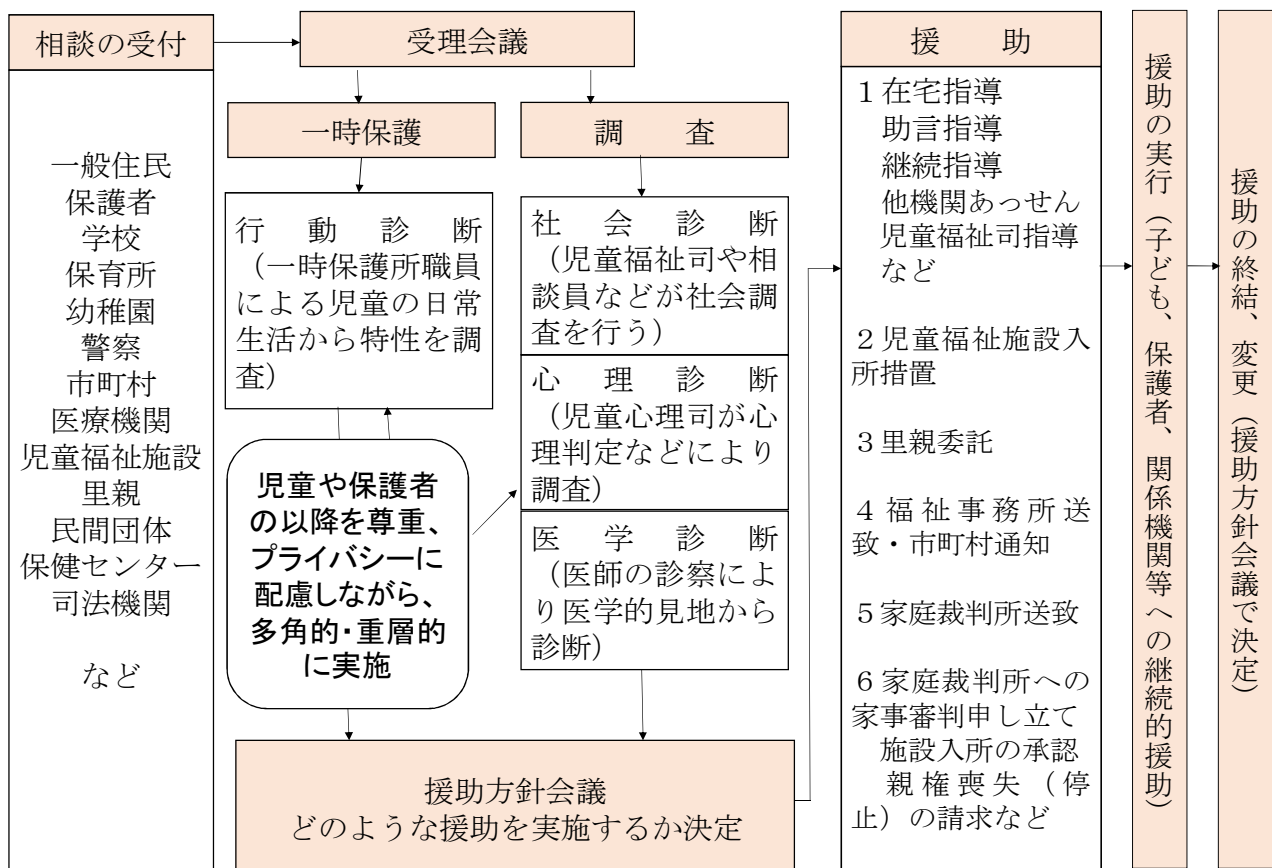 相談の受付
一般住民
保護者
学校
保育所
幼稚園
警察
市町村
医療機関
児童福祉施設
里親
民間団体
保健センター
司法機関
など
受理会議
一時保護
行動診断
（一時保護所職員
による児童の日常
生活から特性を調
査）
児童や保護者
の以降を尊重、
プライバシーに
配慮しながら、
多角的・重層的
に実施
調　査
社会診断
（児童福祉司や相
談員などが社会調
査を行う）
心理診断
（児童心理司が心
理判定などにより
調査）
医学診断
（医師の診察によ
り医学的見地から
診断）
援助方針会議
どのような援助を実施するか決定
援　助
１在宅指導
助言指導
継続指導
他機関あっせん
児童福祉司指導
など
２児童福祉施設入
所措置
３里親委託
４福祉事務所送
致・市町村通知
５家庭裁判所送致
６家庭裁判所への
家事審判申し立て
施設入所の承認
親権喪失（停
止）の請求など
援助の実行（子ども、保護者、関係機関等への継続的援助）
援助の終結、変更（援助方針会議で決定）